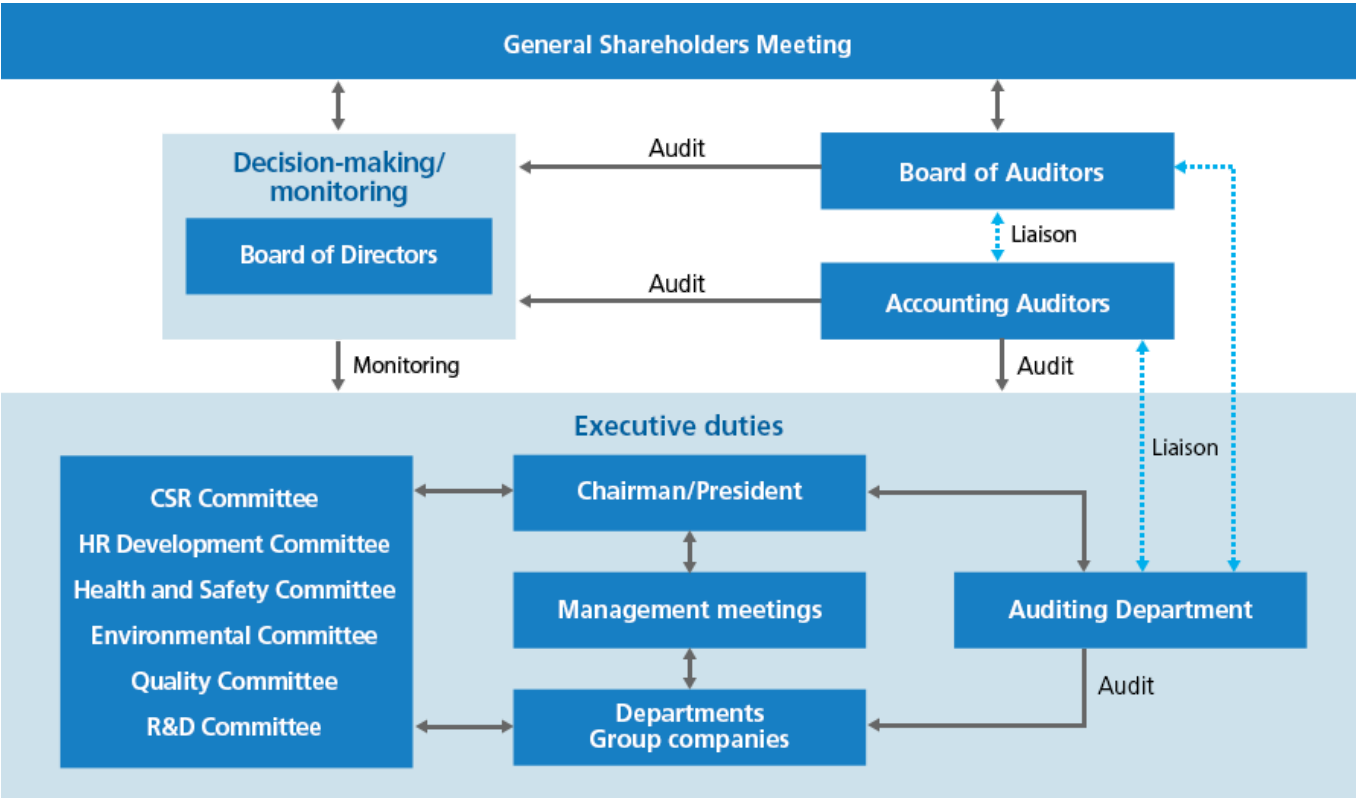 General Shareholders Meeting
Decision-making/
monitoring
Board of Directors
Audit
Board of Auditors
Liaison
Audit
Accounting Auditors
Monitoring
Audit
Liaison
Executive duties
CSR Committee
HR Development Committee
Health and Safety Committee
Environmental Committee
Quality Committee
R&D Committee
Chairman/President
Management meetings
Departments
Group companies
Auditing Department
Audit